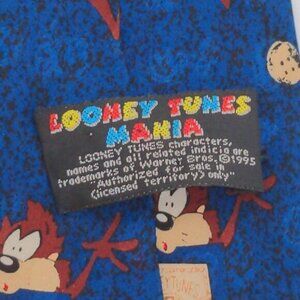 LOONEY TUNES
MANIA
LOONEY TUNES characters,
names and all related indicia are
trademarks of Warner Bros.©1995
"Authorized for sale in
(licensed territory) only"
TUNES